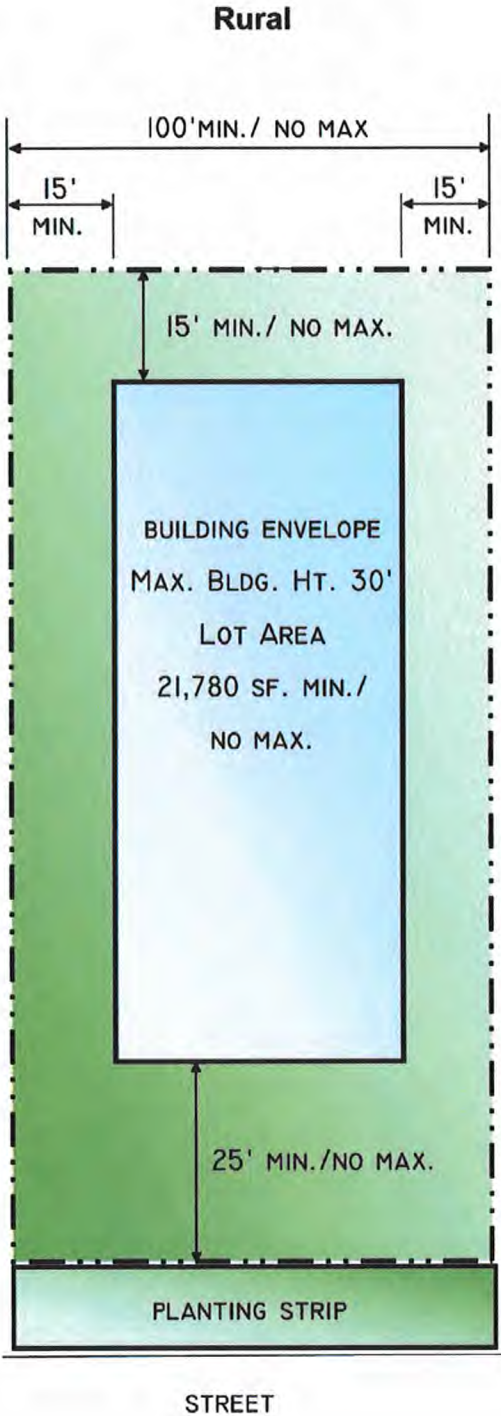 Rural
100'MIN./ NO MAX
15' 15'
MIN. MIN.
15' MIN./ NO MAX.
BUILDING ENVELOPE
MAX. BLDG. HT. 30'
LOT AREA
21,780 SF. MIN./
NO MAX.
25' MIN./NO MAX.
PLANTING STRIP
STREET